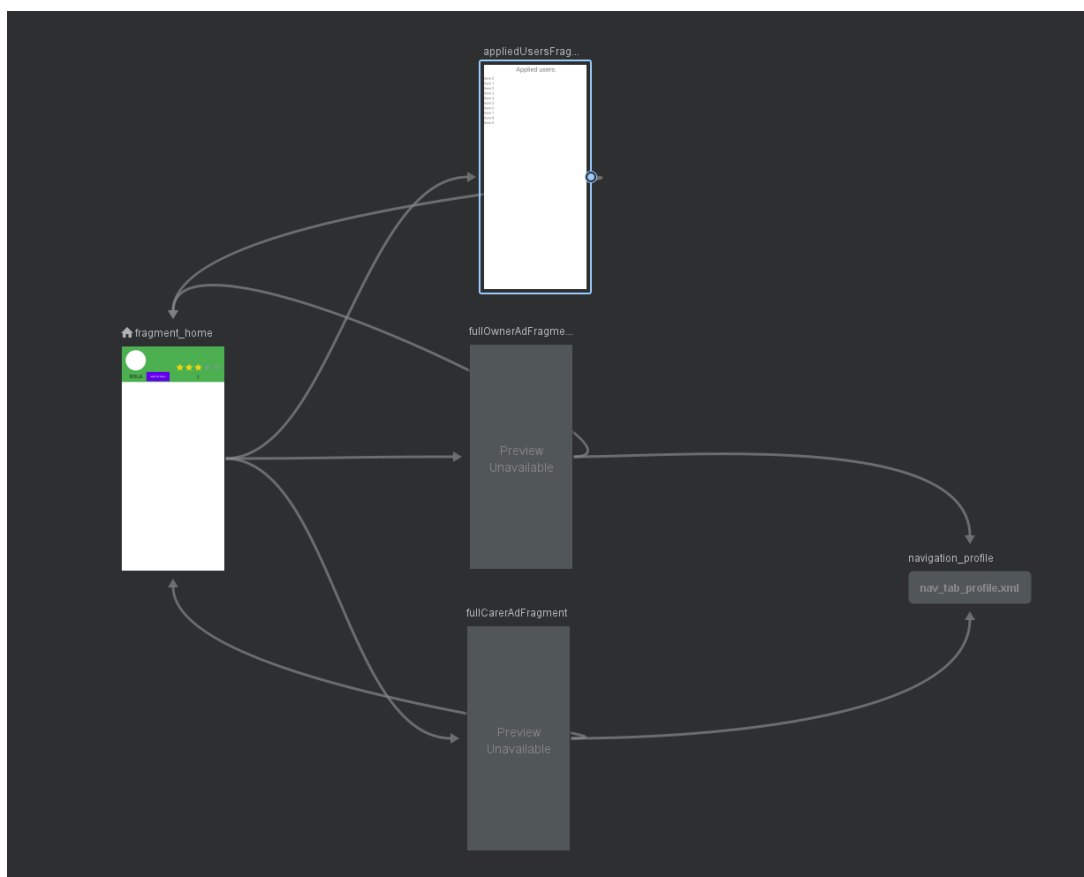 appliedUsersFrag...
Applied users:
fragment_home
fullOwnerAdFragme...
Preview
Unavailable
navigation_profile
nav_tab_profile.xml
fullCarerAdFragment
Preview
Unavailable